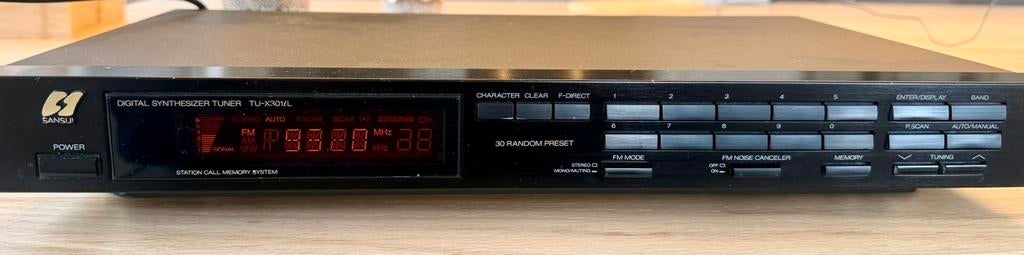 SANSUI
POWER
DIGITAL SYNTHESIZER TUNER TU-X301i/L
STEREO AUTO P.SCAN
FM
AM
MW
MHz
kHz
CH
SIGNAL
STATION CALL MEMORY SYSTEM
CHARACTER CLEAR F-DIRECT
30 RANDOM PRESET
1 2 3 4 5
6 7 8 9 0
ENTER/DISPLAY BAND
P.SCAN AUTO/MANUAL
FM MODE
STEREO
MONO/MUTING
FM NOISE CANCELER
OFF
ON
MEMORY
TUNING